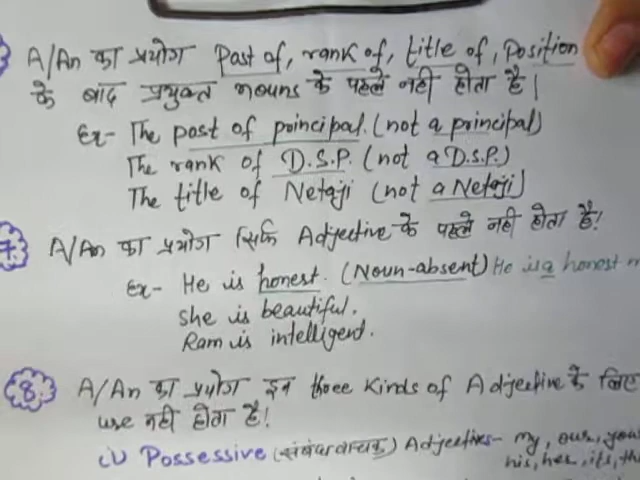 A/An का प्रयोग Post of, rank of, title of, Position
के बाद प्रयुक्त nouns के पहले नही होता है|
Ex- The post of principal. (not a principal)
The rank of D.S.P. (not a D.S.P.)
The title of Netaji (not a Netaji)
7 A/An का प्रयोग सिर्फ Adjective के पहले नही होता है!
Ex- He is honest. (Noun-absent) He is a honest
She is beautiful.
Ram is intelligent.
8. A/An का प्रयोग इन three kinds of Adjective के लिए
use नही होता है!
(i) Possessive (संबंधवाचक) Adjectives- my, our, your
his, her, its,